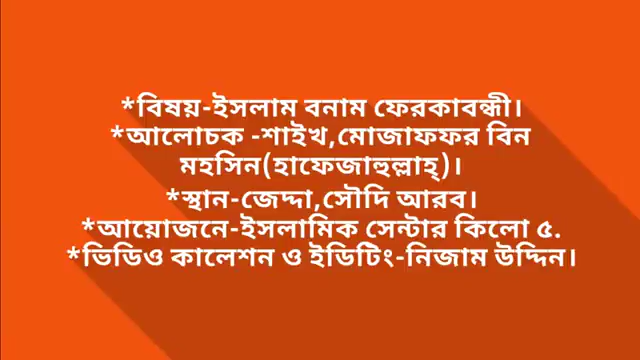 *বিষয়-ইসলাম বনাম ফেরকাবন্ধী।
*আলোচক -শাইখ,মোজাফফর বিন
মহসিন(হাফেজাহুল্লাহ্)।
*স্থান-জেদ্দা,সৌদি আরব।
*আয়োজনে-ইসলামিক সেন্টার কিলো ৫.
*ভিডিও কালেশন ও ইডিটিং-নিজাম উদ্দিন।